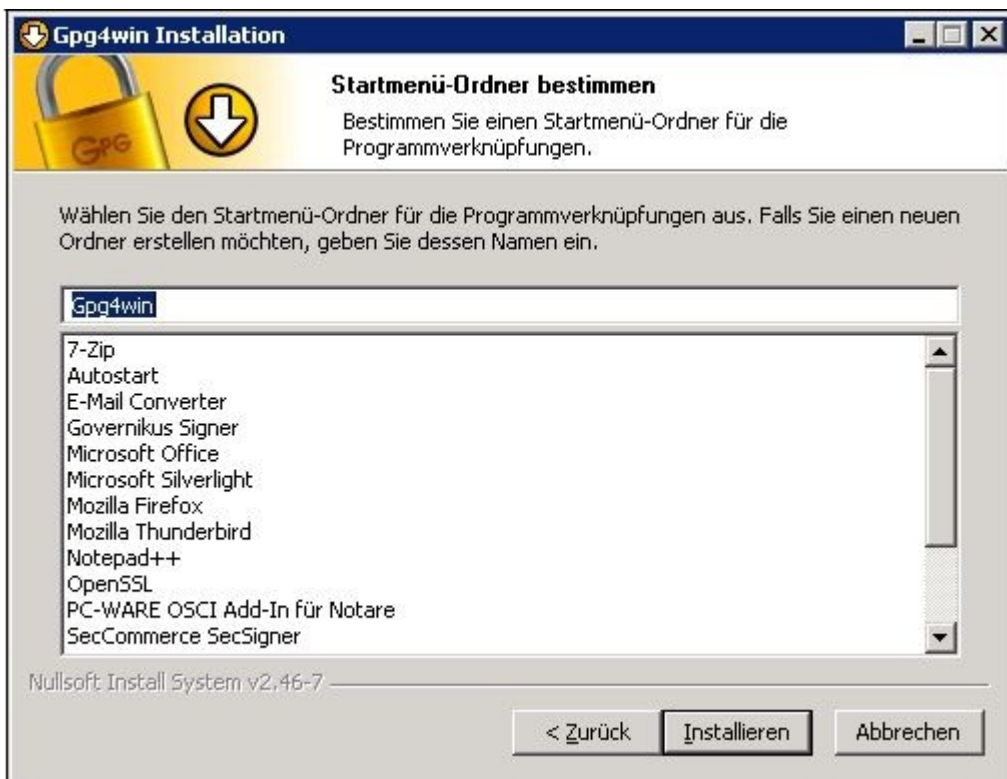 Gpg4win Installation
GPG
Startmenü-Ordner bestimmen
Bestimmen Sie einen Startmenü-Ordner für die
Programmverknüpfungen.
Wählen Sie den Startmenü-Ordner für die Programmverknüpfungen aus. Falls Sie einen neuen
Ordner erstellen möchten, geben Sie dessen Namen ein.
Gpg4win
7-Zip
Autostart
E-Mail Converter
Governikus Signer
Microsoft Office
Microsoft Silverlight
Mozilla Firefox
Mozilla Thunderbird
Notepad++
OpenSSL
PC-WARE OSCI Add-In für Notare
SecCommerce SecSigner
Nullsoft Install System v2.46-7
< Zurück
Installieren
Abbrechen